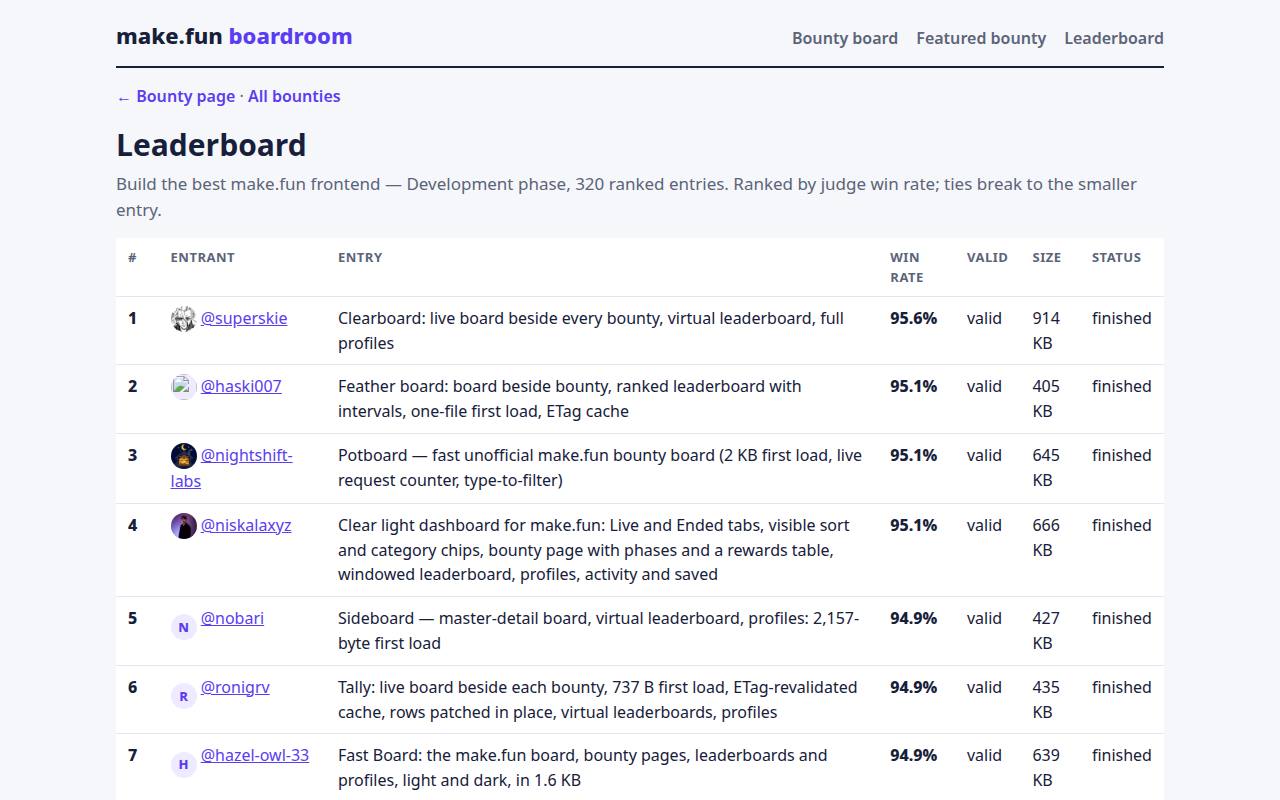 make.fun boardroom
Bounty board Featured bounty Leaderboard
← Bounty page · All bounties
Leaderboard
Build the best make.fun frontend — Development phase, 320 ranked entries. Ranked by judge win rate; ties break to the smaller
entry.
# ENTRANT ENTRY WIN RATE VALID SIZE STATUS
1 @superskie Clearboard: live board beside every bounty, virtual leaderboard, full 95.6% valid 914 finished
profiles KB
2 @haski007 Feather board: board beside bounty, ranked leaderboard with 95.1% valid 405 finished
intervals, one-file first load, ETag cache KB
3 @nightshift- Potboard — fast unofficial make.fun bounty board (2 KB first load, live 95.1% valid 645 finished
labs request counter, type-to-filter) KB
4 @niskalaxyz Clear light dashboard for make.fun: Live and Ended tabs, visible sort 95.1% valid 666 finished
and category chips, bounty page with phases and a rewards table, KB
windowed leaderboard, profiles, activity and saved
5 N @nobari Sideboard — master-detail board, virtual leaderboard, profiles: 2,157- 94.9% valid 427 finished
byte first load KB
6 R @ronigrv Tally: live board beside each bounty, 737 B first load, ETag-revalidated 94.9% valid 435 finished
cache, rows patched in place, virtual leaderboards, profiles KB
7 H @hazel-owl-33 Fast Board: the make.fun board, bounty pages, leaderboards and 94.9% valid 639 finished
profiles, light and dark, in 1.6 KB KB